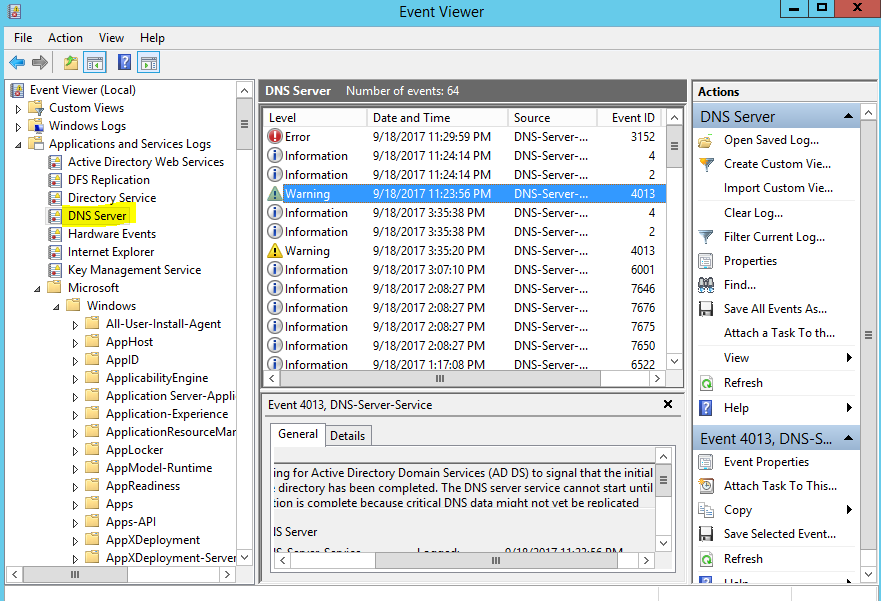 Event Viewer
File Action View Help
Event Viewer (Local)
Custom Views
Windows Logs
Applications and Services Logs
Active Directory Web Services
DFS Replication
Directory Service
DNS Server
Hardware Events
Internet Explorer
Key Management Service
Microsoft
Windows
All-User-Install-Agent
AppHost
AppID
ApplicabilityEngine
Application Server-Appli
Application-Experience
ApplicationResourceMar
AppLocker
AppModel-Runtime
AppReadiness
Apps
Apps-API
AppXDeployment
AppXDeployment-Server
DNS Server Number of events: 64
Level Date and Time Source Event ID
Error 9/18/2017 11:29:59 PM DNS-Server-... 3152
Information 9/18/2017 11:24:14 PM DNS-Server-... 4
Information 9/18/2017 11:24:14 PM DNS-Server-... 2
Warning 9/18/2017 11:23:56 PM DNS-Server-... 4013
Information 9/18/2017 3:35:38 PM DNS-Server-... 4
Information 9/18/2017 3:35:38 PM DNS-Server-... 2
Warning 9/18/2017 3:35:20 PM DNS-Server-... 4013
Information 9/18/2017 3:07:10 PM DNS-Server-... 6001
Information 9/18/2017 2:08:27 PM DNS-Server-... 7646
Information 9/18/2017 2:08:27 PM DNS-Server-... 7676
Information 9/18/2017 2:08:27 PM DNS-Server-... 7675
Information 9/18/2017 2:08:27 PM DNS-Server-... 7650
Information 9/18/2017 1:17:08 PM DNS-Server-... 6522
Event 4013, DNS-Server-Service
General Details
ing for Active Directory Domain Services (AD DS) to signal that the initial
e directory has been completed. The DNS server service cannot start until
tion is complete because critical DNS data might not yet be replicated
NS Server
NS-Server-Service Logged: 9/18/2017 11:23:56 PM
Actions
DNS Server
Open Saved Log...
Create Custom Vie...
Import Custom Vie...
Clear Log...
Filter Current Log...
Properties
Find...
Save All Events As...
Attach a Task To th...
View
Refresh
Help
Event 4013, DNS-S...
Event Properties
Attach Task To This...
Copy
Save Selected Event...
Refresh
Help